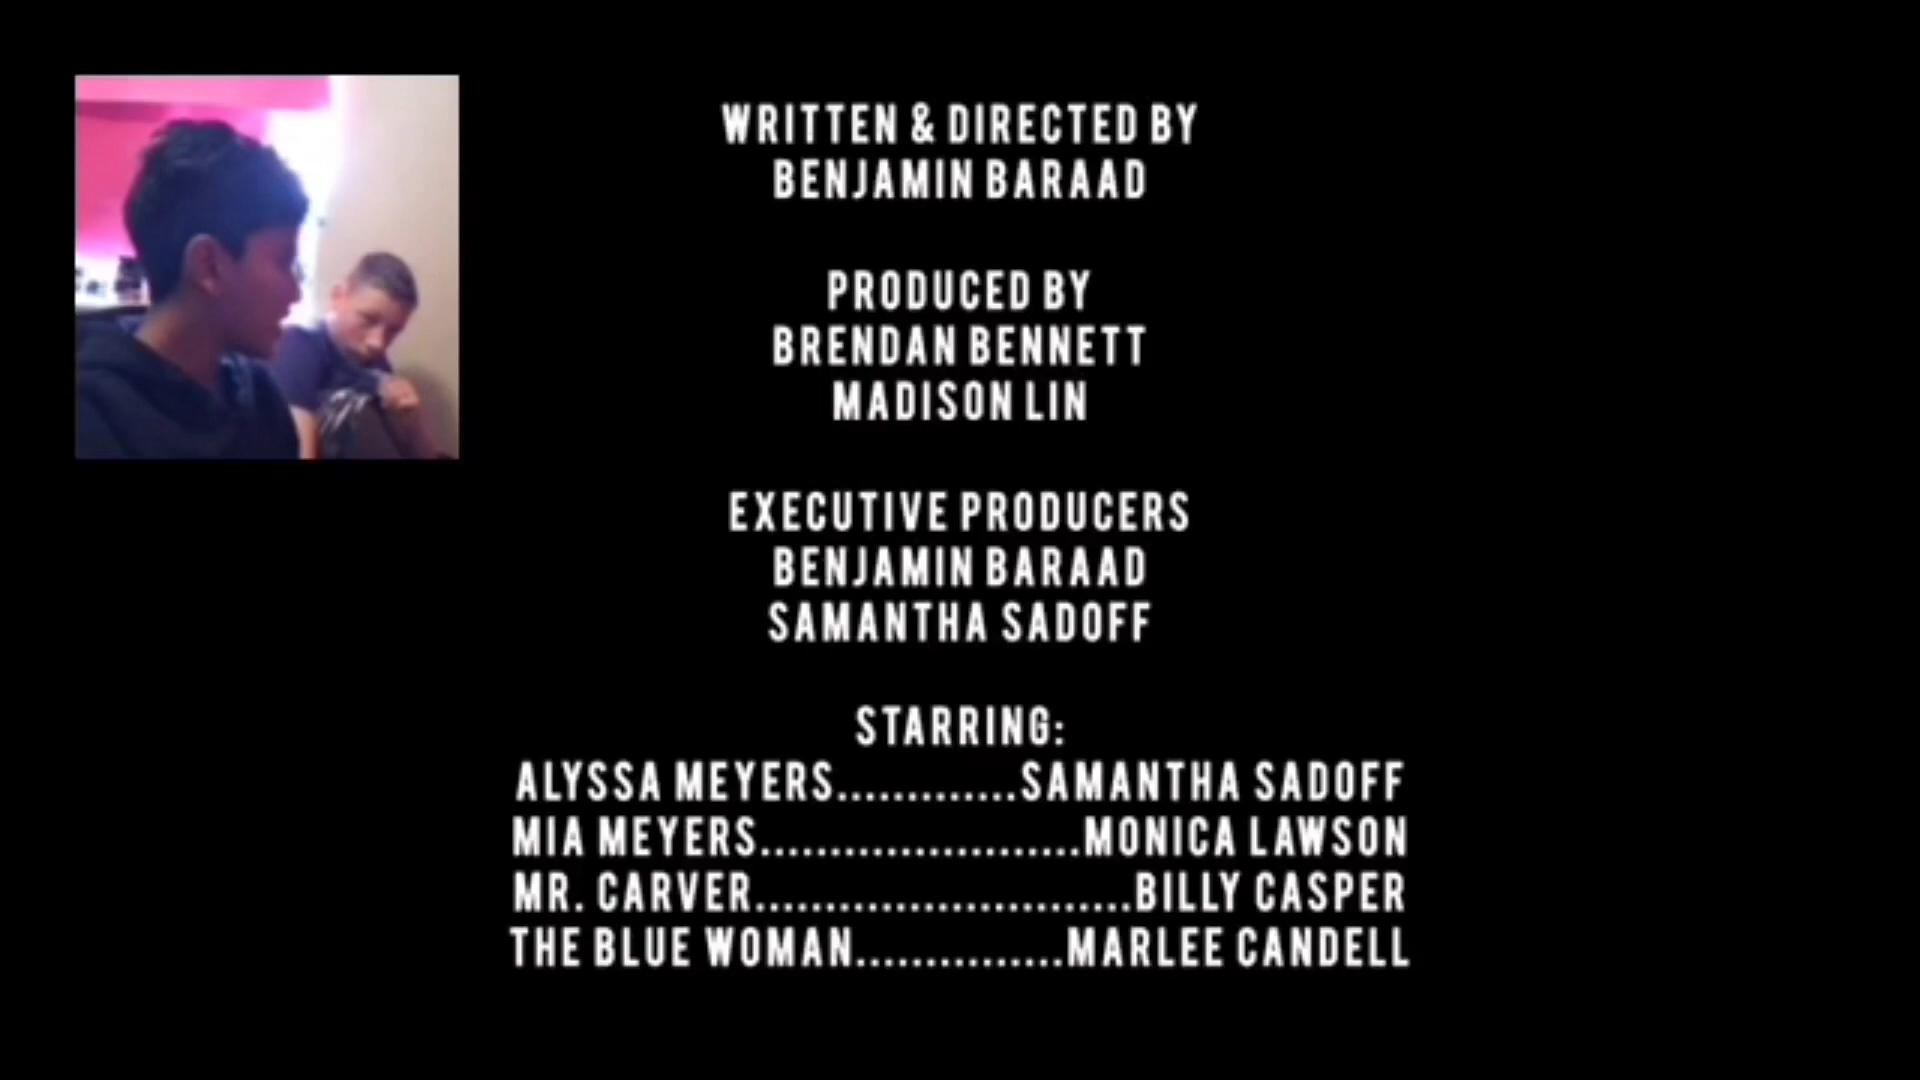 WRITTEN & DIRECTED BY
BENJAMIN BARAAD
PRODUCED BY
BRENDAN BENNETT
MADISON LIN
EXECUTIVE PRODUCERS
BENJAMIN BARAAD
SAMANTHA SADOFF
STARRING:
ALYSSA MEYERS.............SAMANTHA SADOFF
MIA MEYERS.......................MONICA LAWSON
MR. CARVER...........................BILLY CASPER
THE BLUE WOMAN...............MARLEE CANDELL